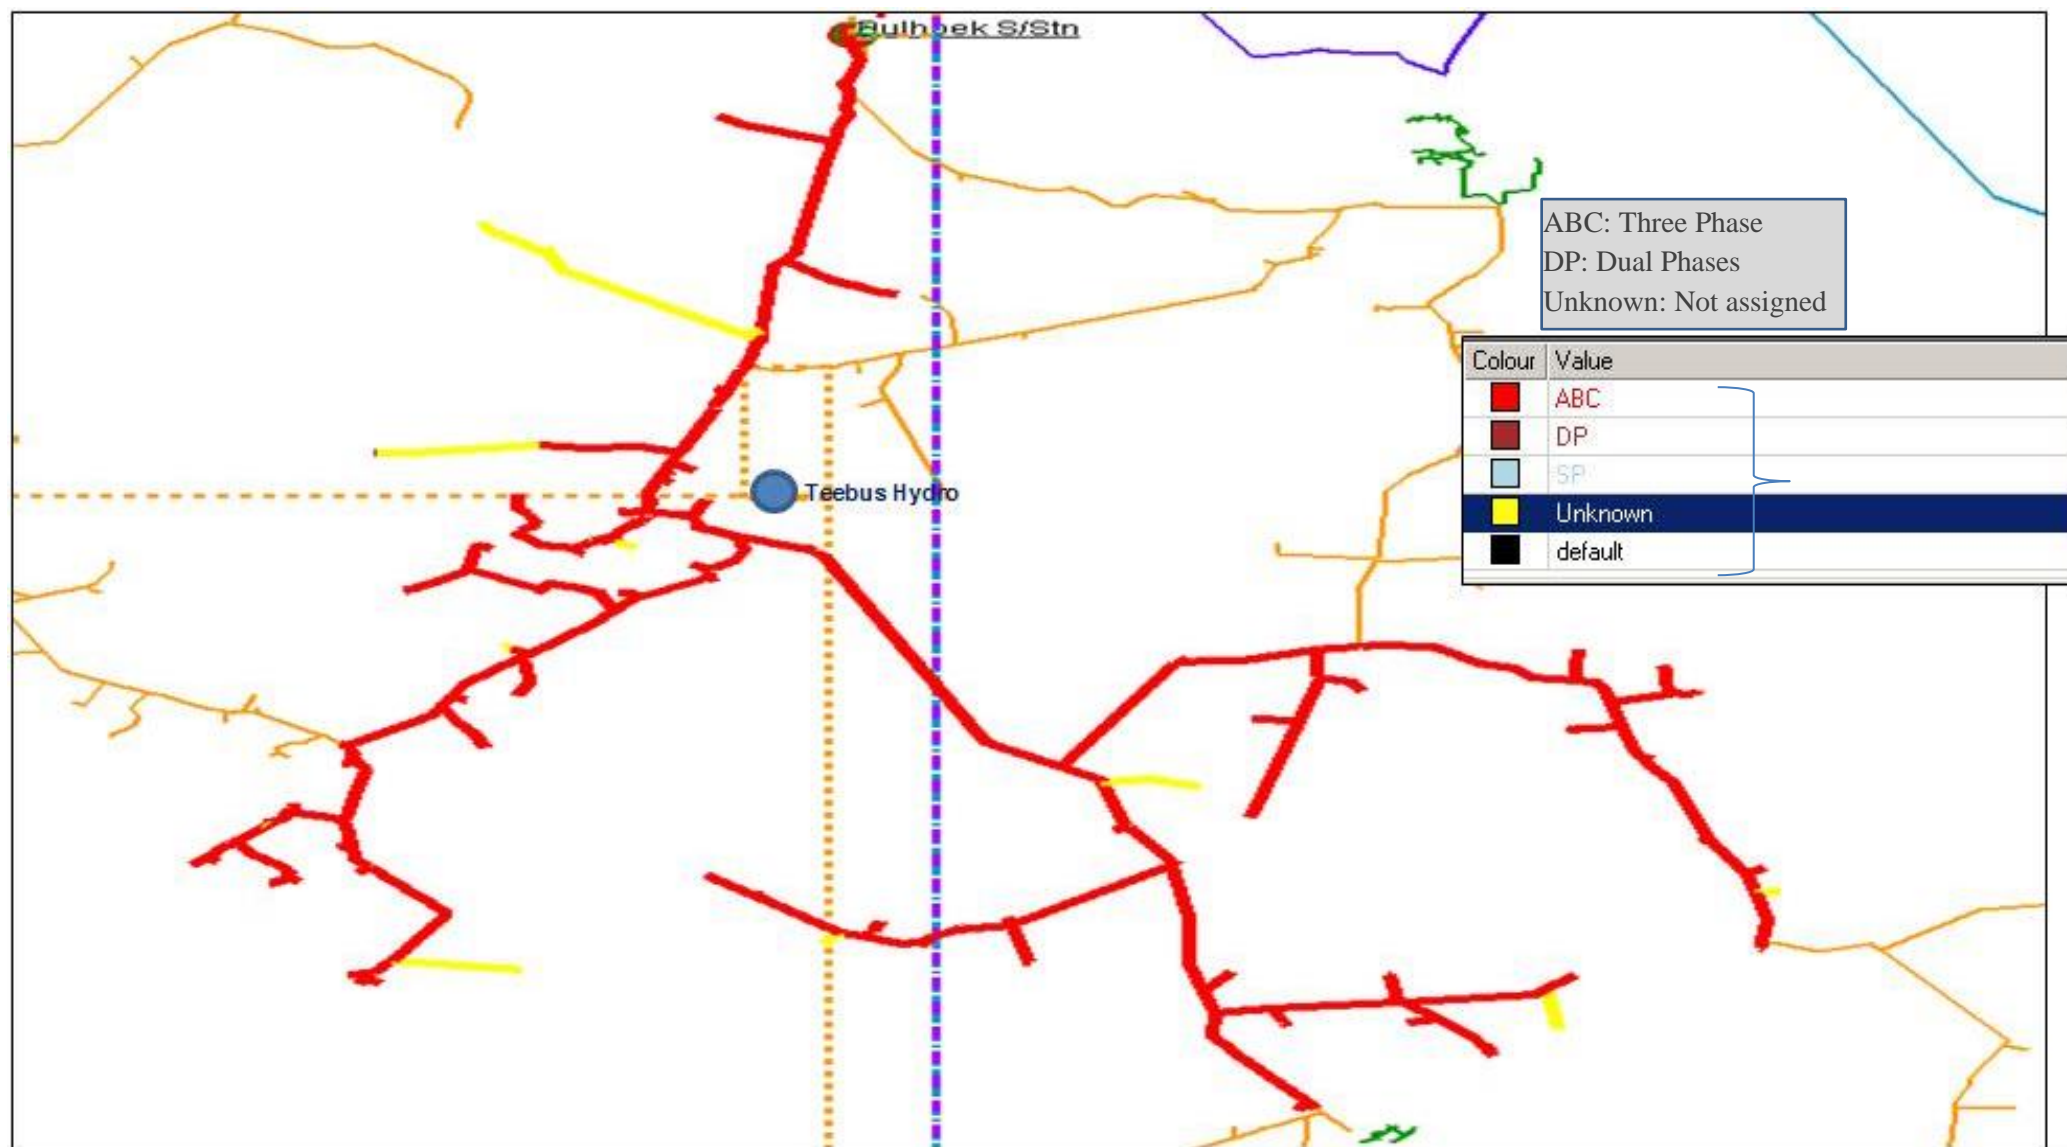 Bulhoek S/Stn
ABC: Three Phase
DP: Dual Phases
Unknown: Not assigned
Colour Value
ABC
DP
SP
Unknown
default
Teebus Hydro